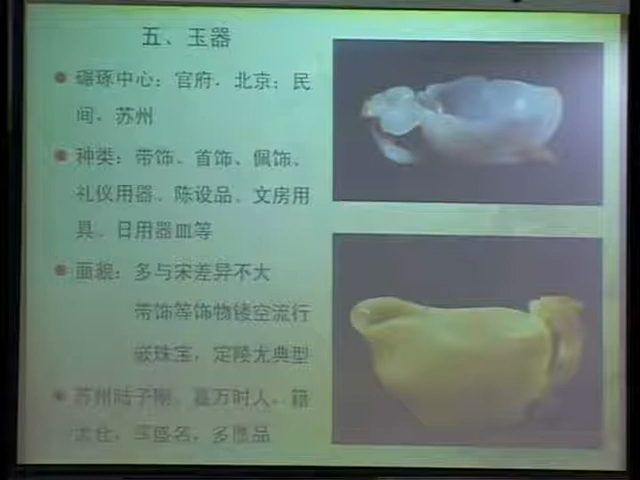 五、玉器
碾琢中心：官府、北京；民
间、苏州
种类：带饰、首饰、佩饰、
礼仪用器、陈设品、文房用
具、日用器皿等
面貌：多与宋差异不大
带饰等饰物镂空流行
嵌珠宝，定陵尤典型
苏州陆子刚，嘉万时人，籍
太仓，享盛名，多赝品